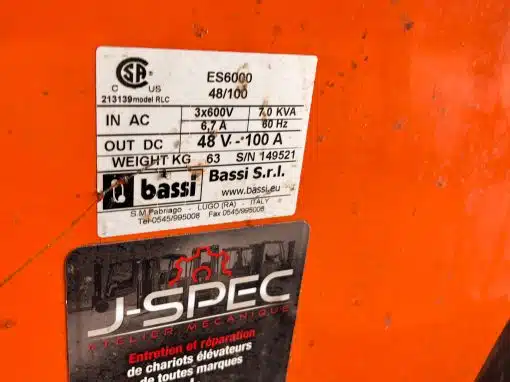 ES6000
48/100
CSA
C US
213139 model RLC
IN AC 3x600V 7.0 KVA
6,7 A 60 Hz
OUT DC 48 V - 100 A
WEIGHT KG 63 S/N 149521
bassi Bassi S.r.l.
www.bassi.eu
S.M.Fabriago - LUGO (RA) - ITALY
Tel 0545/995008 Fax 0545/995008
J-SPEC
ATELIER MÉCANIQUE
Entretien et réparation
de chariots élévateurs
de toutes marques